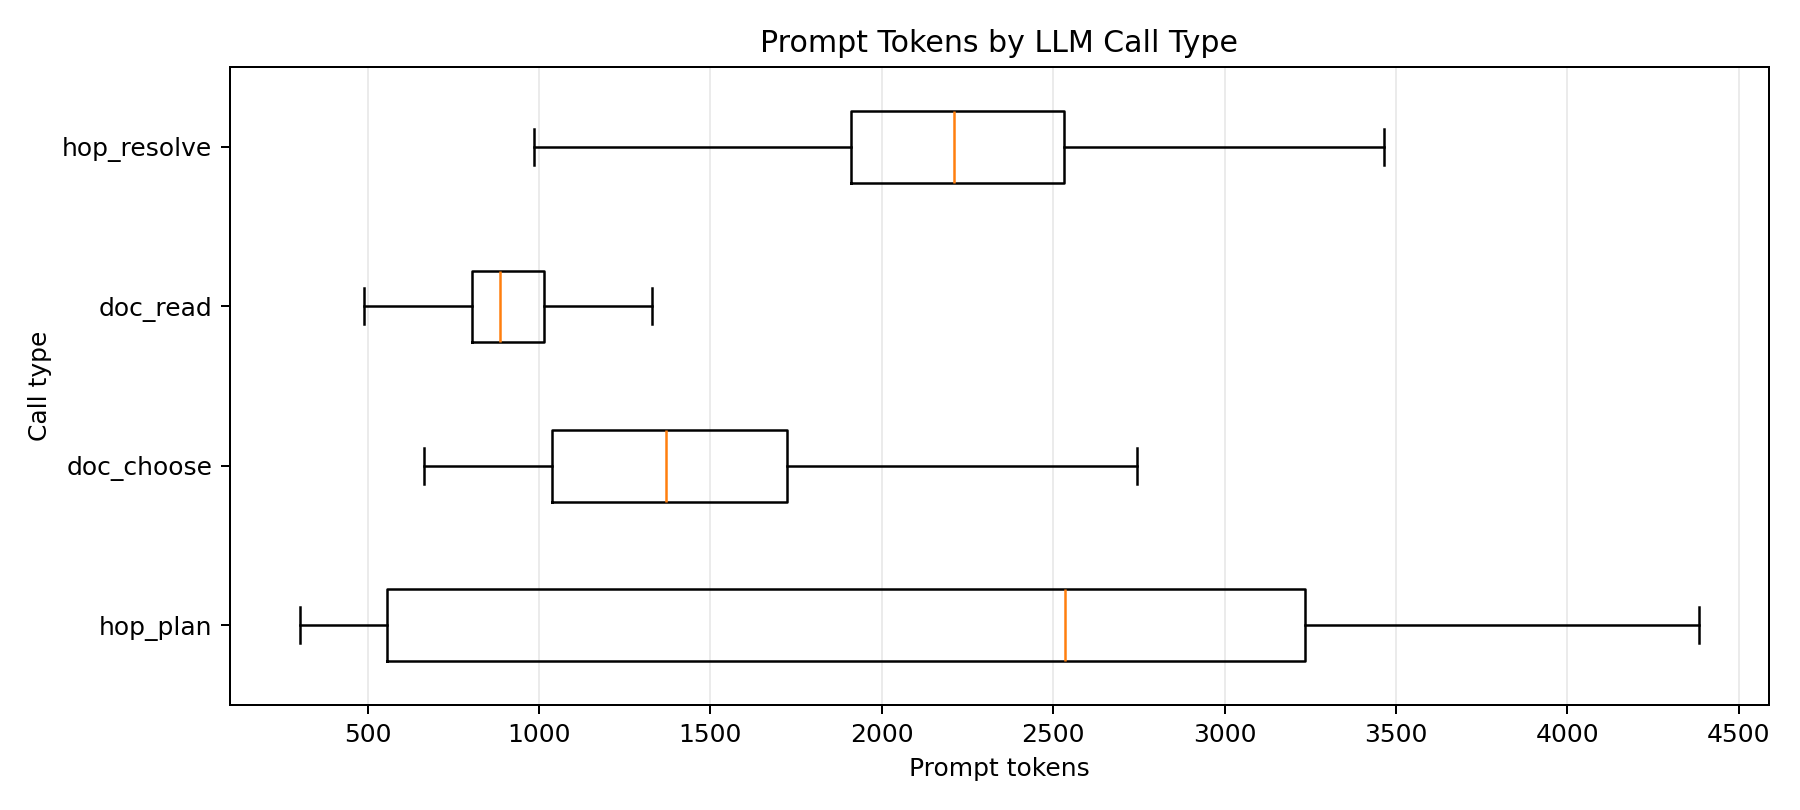 Prompt Tokens by LLM Call Type
hop_resolve
doc_read
doc_choose
hop_plan
Call type
500 1000 1500 2000 2500 3000 3500 4000 4500
Prompt tokens